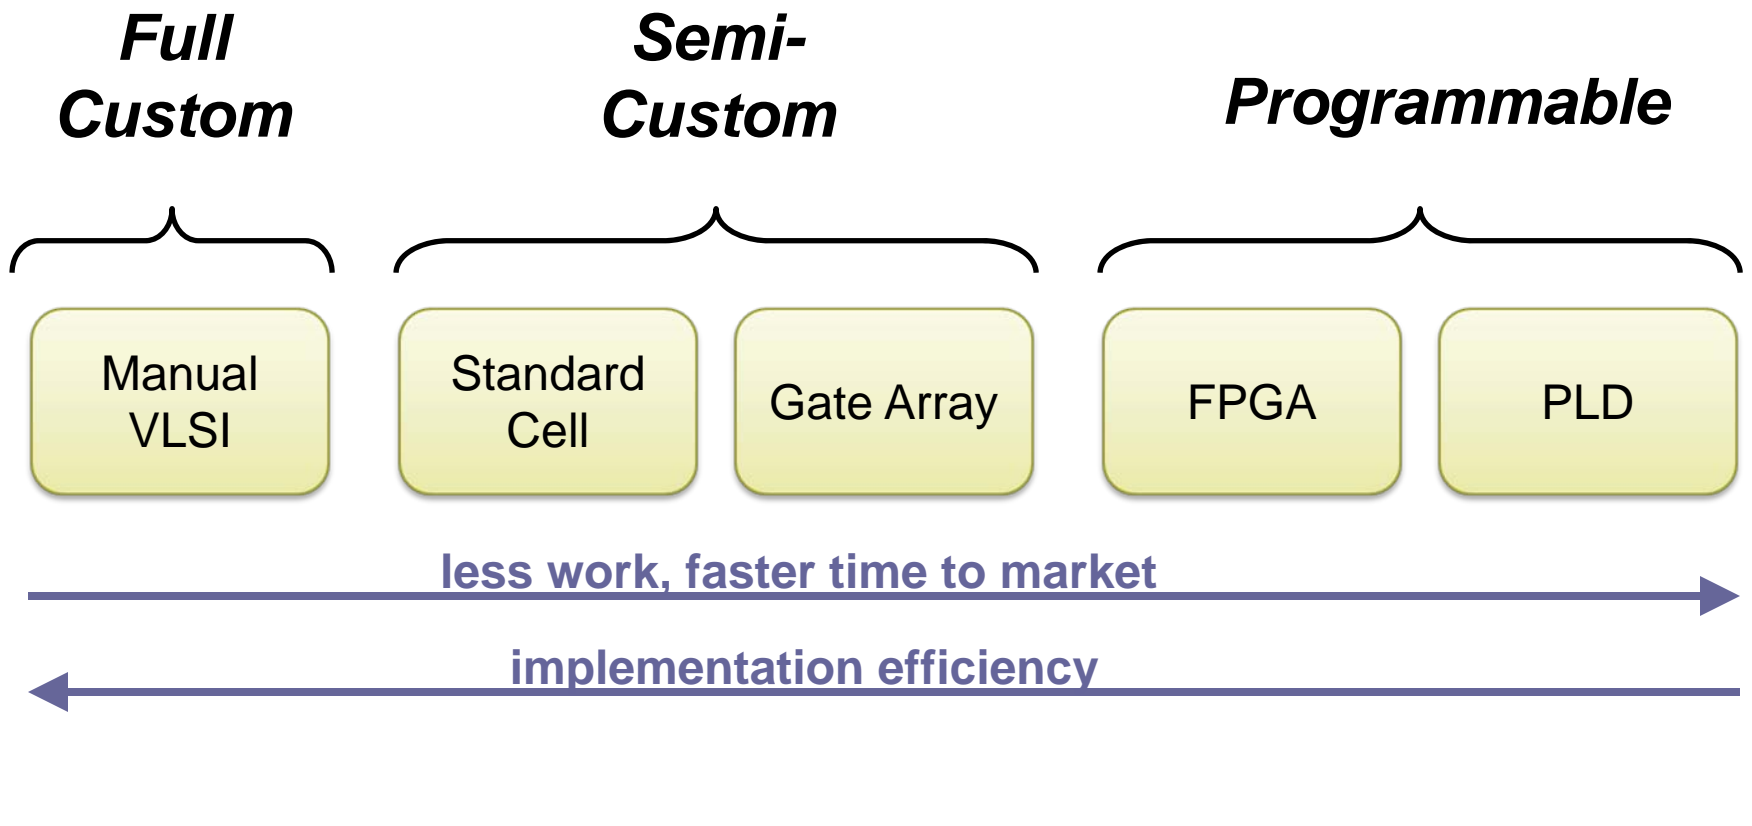 Full
Custom
Semi-
Custom
Programmable
Manual
VLSI
Standard
Cell
Gate Array
FPGA
PLD
less work, faster time to market
implementation efficiency